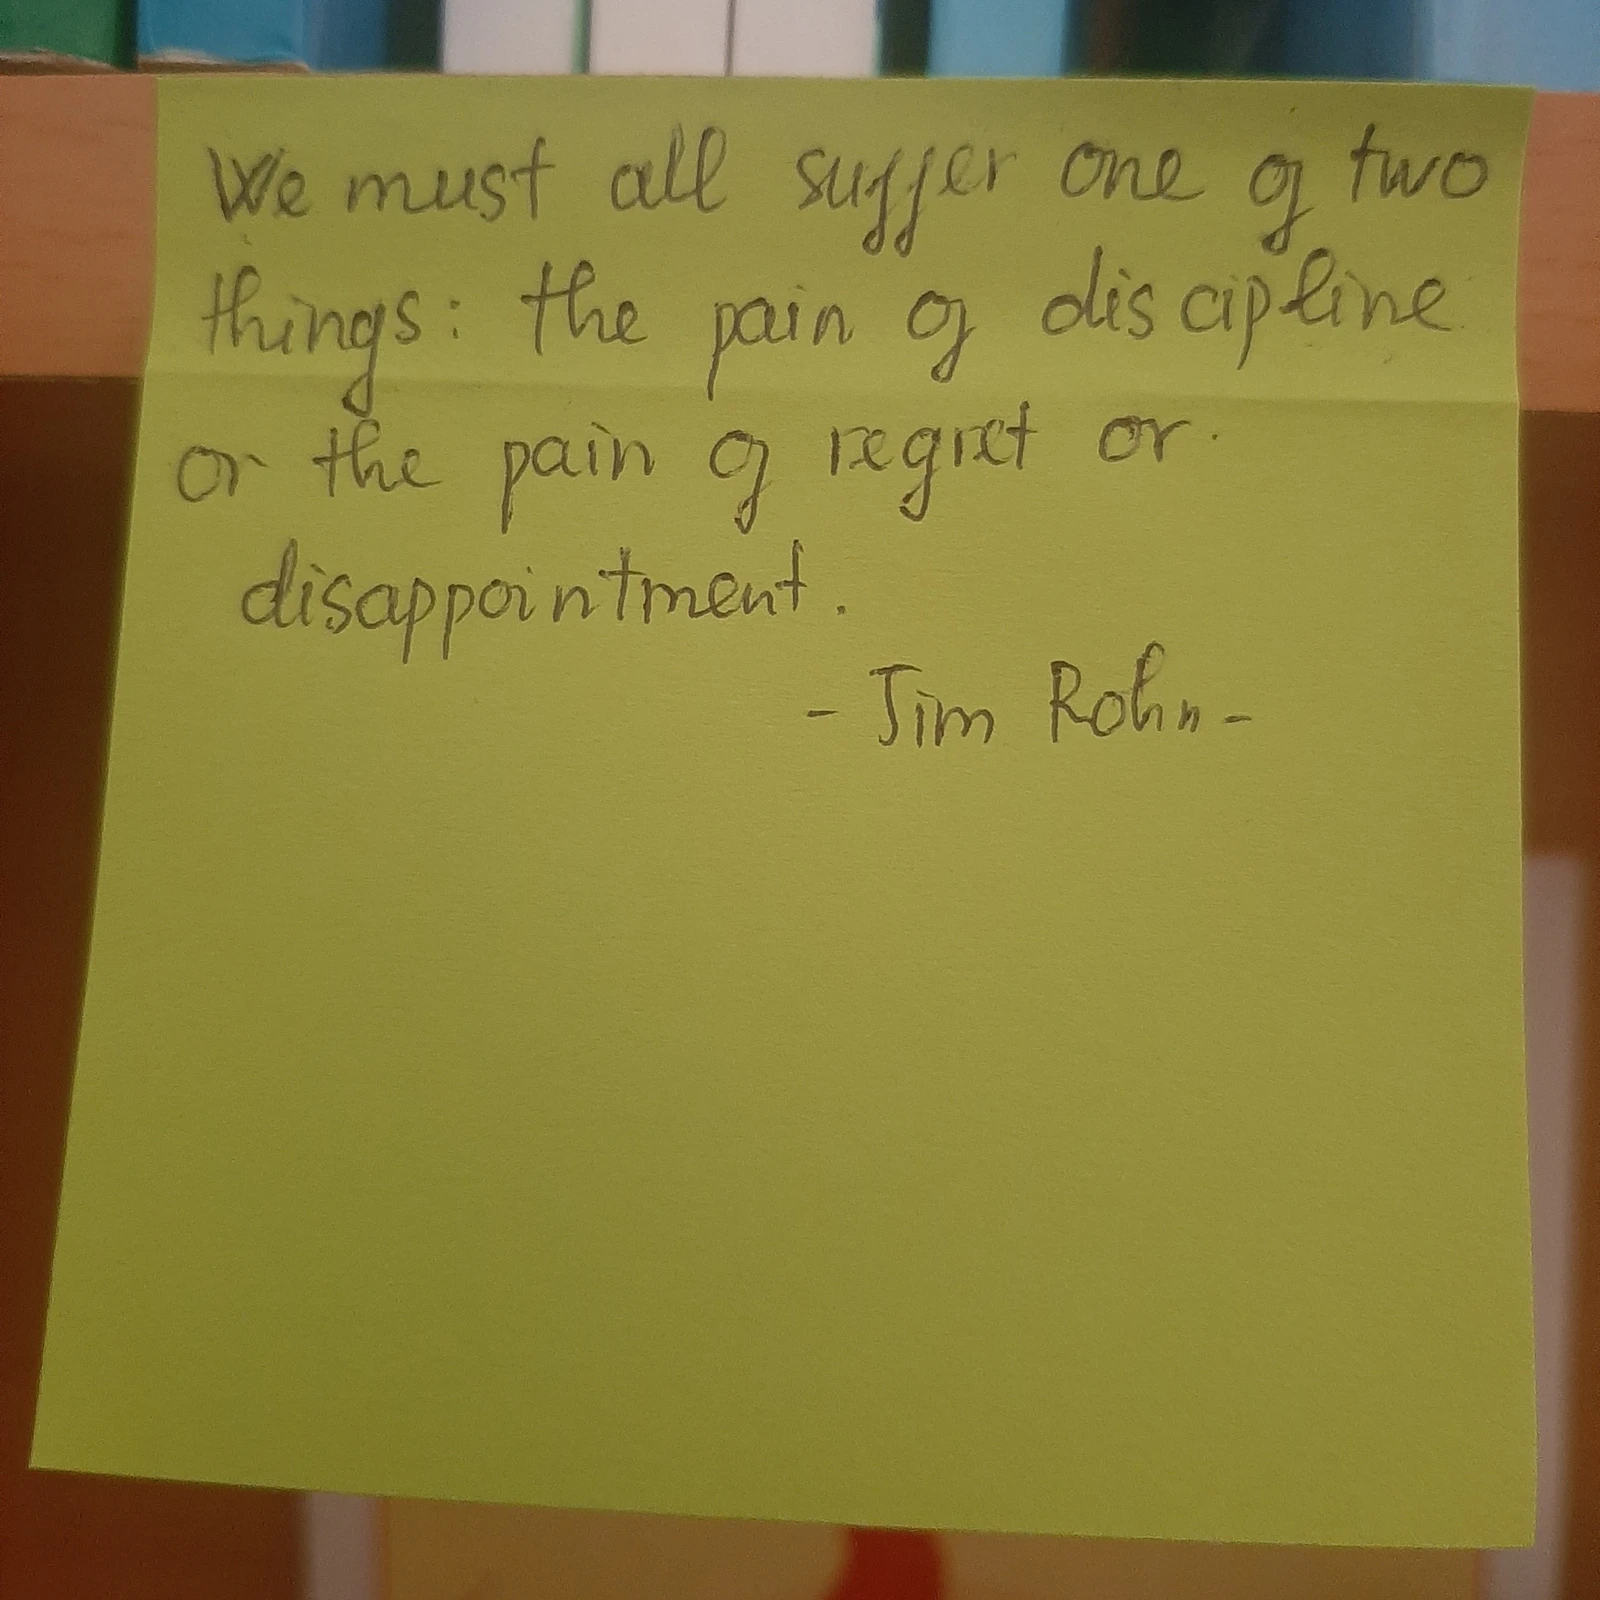 We must all suffer one of two
things: the pain of discipline
or the pain of regret or
disappointment.
- Jim Rohn -